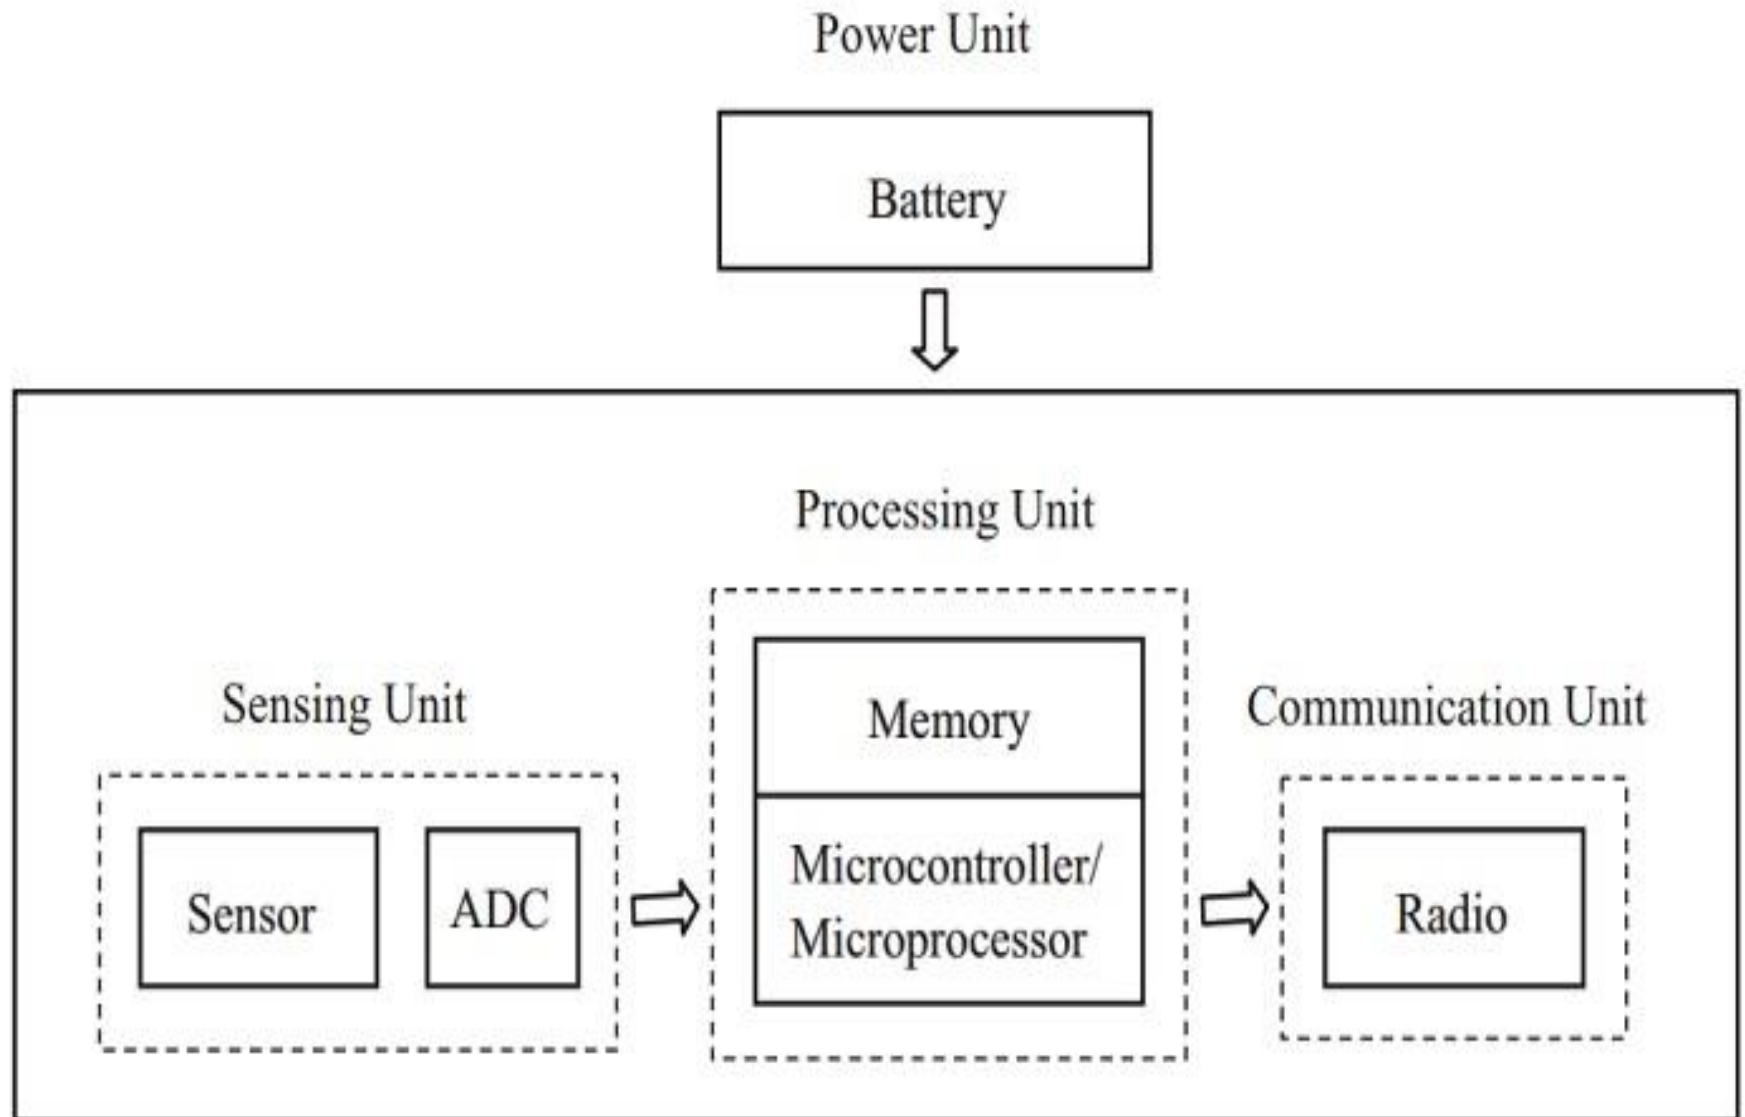 Power Unit
Battery
Processing Unit
Sensing Unit
Communication Unit
Memory
Sensor
ADC
Microcontroller/
Microprocessor
Radio